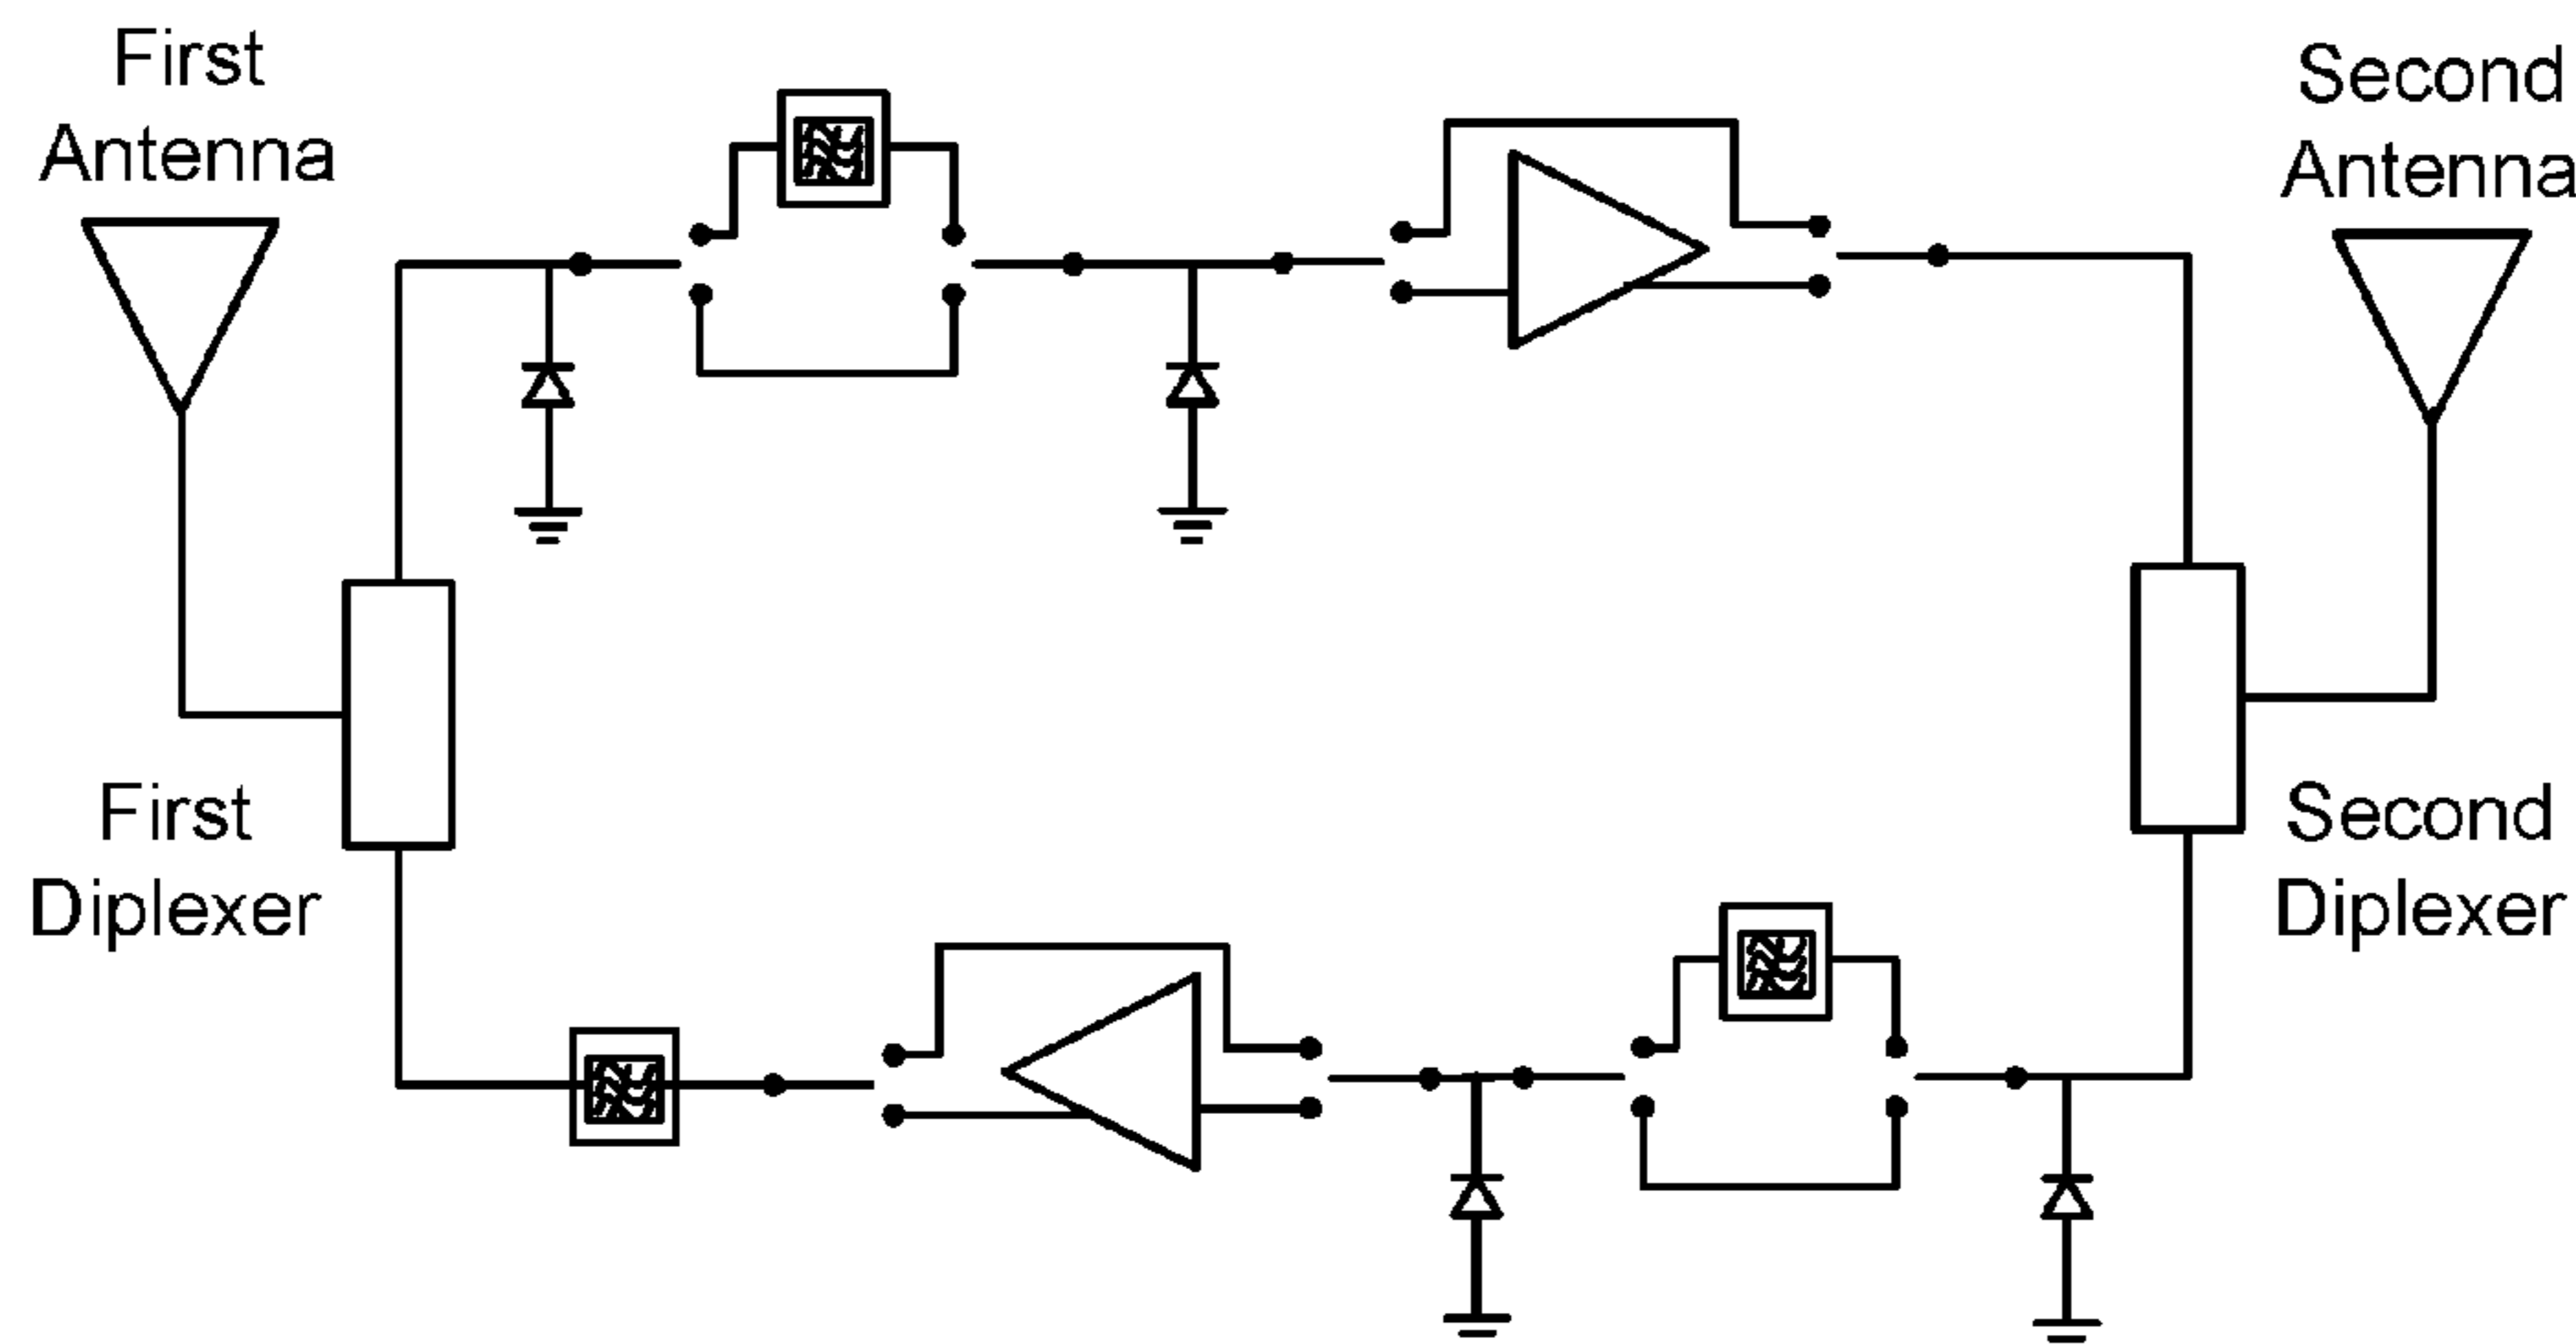 First
Antenna
Second
Antenna
First
Diplexer
Second
Diplexer